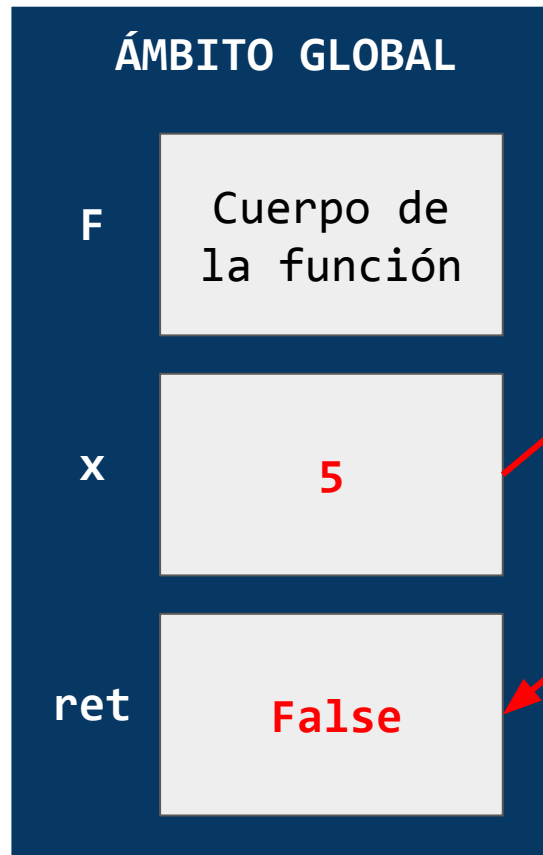 ÁMBITO GLOBAL
F
Cuerpo de
la función
x
5
ret
False